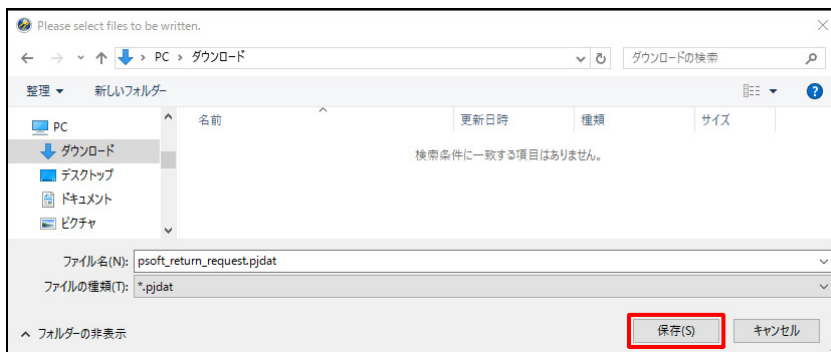 Please select files to be written.
PC › ダウンロード
ダウンロードの検索
整理 新しいフォルダー
名前 更新日時 種類 サイズ
PC
ダウンロード
デスクトップ
ドキュメント
ピクチャ
検索条件に一致する項目はありません。
ファイル名(N): psoft_return_request.pjdat
ファイルの種類(T): *.pjdat
フォルダーの非表示
保存(S) キャンセル